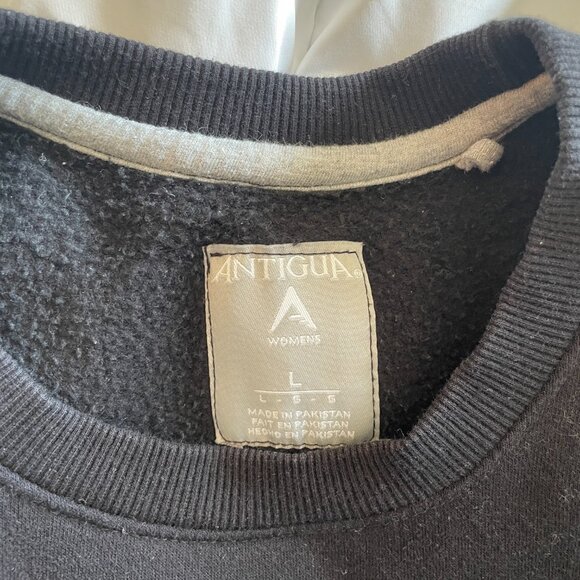 ANTIGUA®
WOMENS
L
L - G - G
MADE IN PAKISTAN
FAIT EN PAKISTAN
HECHO EN PAKISTAN